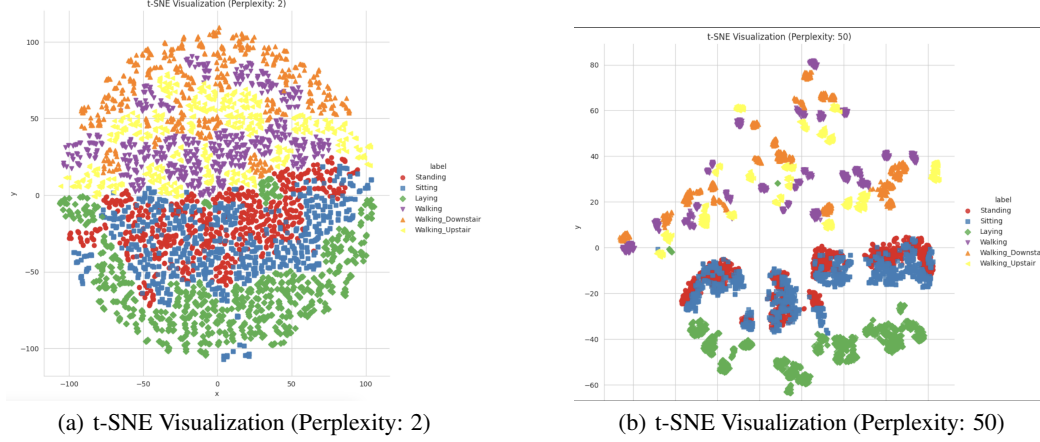 t-SNE Visualization (Perplexity: 2)
100
50
0
−50
−100
y
−100
−50
0
50
100
x
label
Standing
Sitting
Laying
Walking
Walking_Downstair
Walking_Upstair
(a) t-SNE Visualization (Perplexity: 2)
t-SNE Visualization (Perplexity: 50)
80
60
40
20
0
−20
−40
−60
y
label
Standing
Sitting
Laying
Walking
Walking_Downsta
Walking_Upstair
(b) t-SNE Visualization (Perplexity: 50)